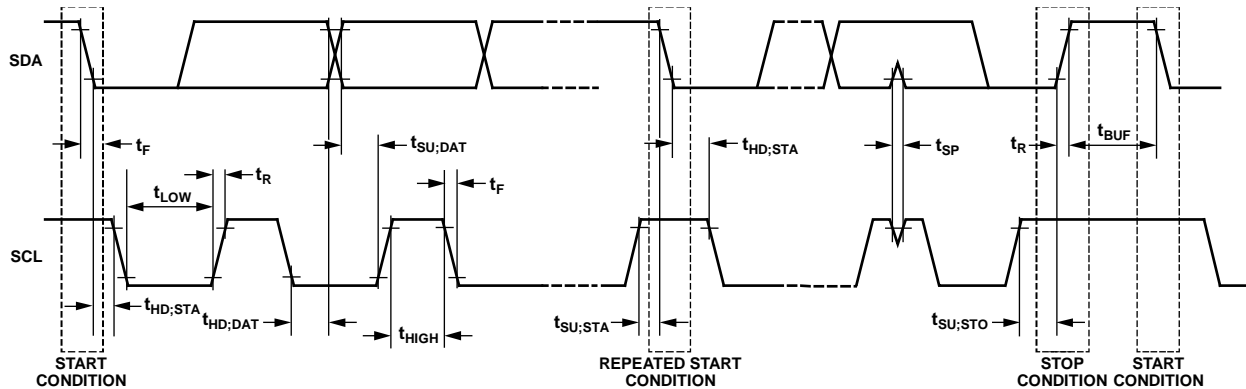 SDA
tF
tSU;DAT
tHD;STA
tSP
tR
tBUF
tLOW
tR
tF
SCL
tHD;STA
tHD;DAT
tHIGH
tSU;STA
tSU;STO
START
CONDITION
REPEATED START
CONDITION
STOP
CONDITION
START
CONDITION